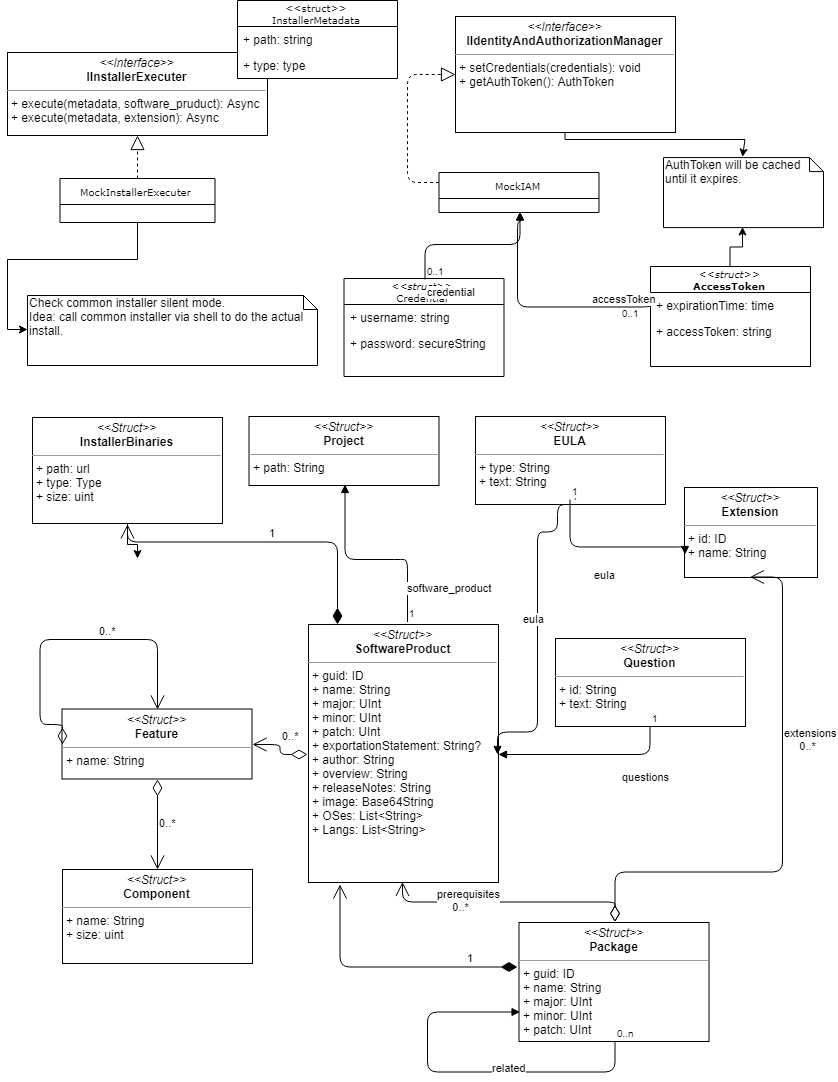 <<struct>>
InstallerMetadata
+ path: string
+ type: type
<<Interface>>
IInstallerExecuter
+ execute(metadata, software_pruduct): Async
+ execute(metadata, extension): Async
MockInstallerExecuter
Check common installer silent mode.
Idea: call common installer via shell to do the actual
install.
<<Interface>>
IIdentityAndAuthorizationManager
+ setCredentials(credentials): void
+ getAuthToken(): AuthToken
AuthToken will be cached
until it expires.
MockIAM
0..1
credential
<<struct>>
Credential
+ username: string
+ password: secureString
accessToken
0..1
<<struct>>
AccessToken
+ expirationTime: time
+ accessToken: string
<<Struct>>
InstallerBinaries
+ path: url
+ type: Type
+ size: uint
<<Struct>>
Project
+ path: String
<<Struct>>
EULA
+ type: String
+ text: String
1
<<Struct>>
Extension
+ id: ID
+ name: String
1
eula
software_product
1
eula
<<Struct>>
SoftwareProduct
+ guid: ID
+ name: String
+ major: UInt
+ minor: UInt
+ patch: UInt
+ exportationStatement: String?
+ author: String
+ overview: String
+ releaseNotes: String
+ image: Base64String
+ OSes: List<String>
+ Langs: List<String>
<<Struct>>
Question
+ id: String
+ text: String
1
questions
extensions
0..*
0..*
<<Struct>>
Feature
+ name: String
0..*
0..*
<<Struct>>
Component
+ name: String
+ size: uint
prerequisites
0..*
1
<<Struct>>
Package
+ guid: ID
+ name: String
+ major: UInt
+ minor: UInt
+ patch: UInt
0..n
related